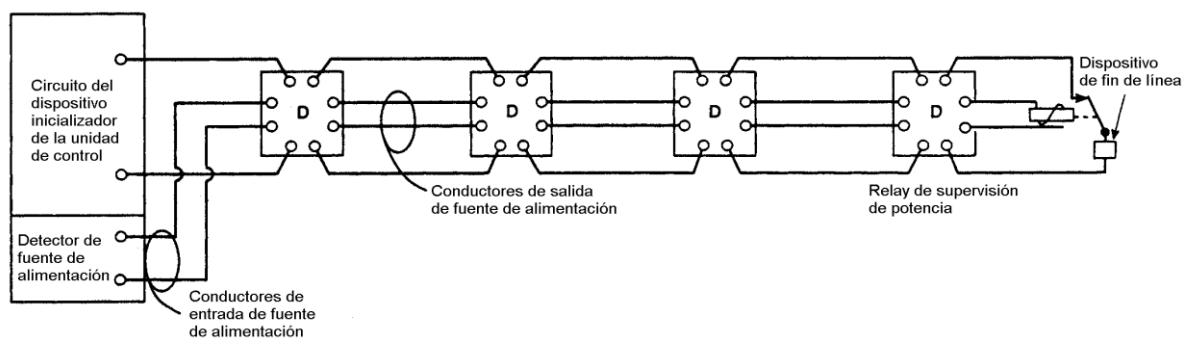 Circuito del
dispositivo
inicializador
de la unidad
de control
Detector de
fuente de
alimentación
Conductores de
entrada de fuente
de alimentación
D
D
D
D
Conductores de salida
de fuente de alimentación
Relay de supervisión
de potencia
Dispositivo
de fin de línea